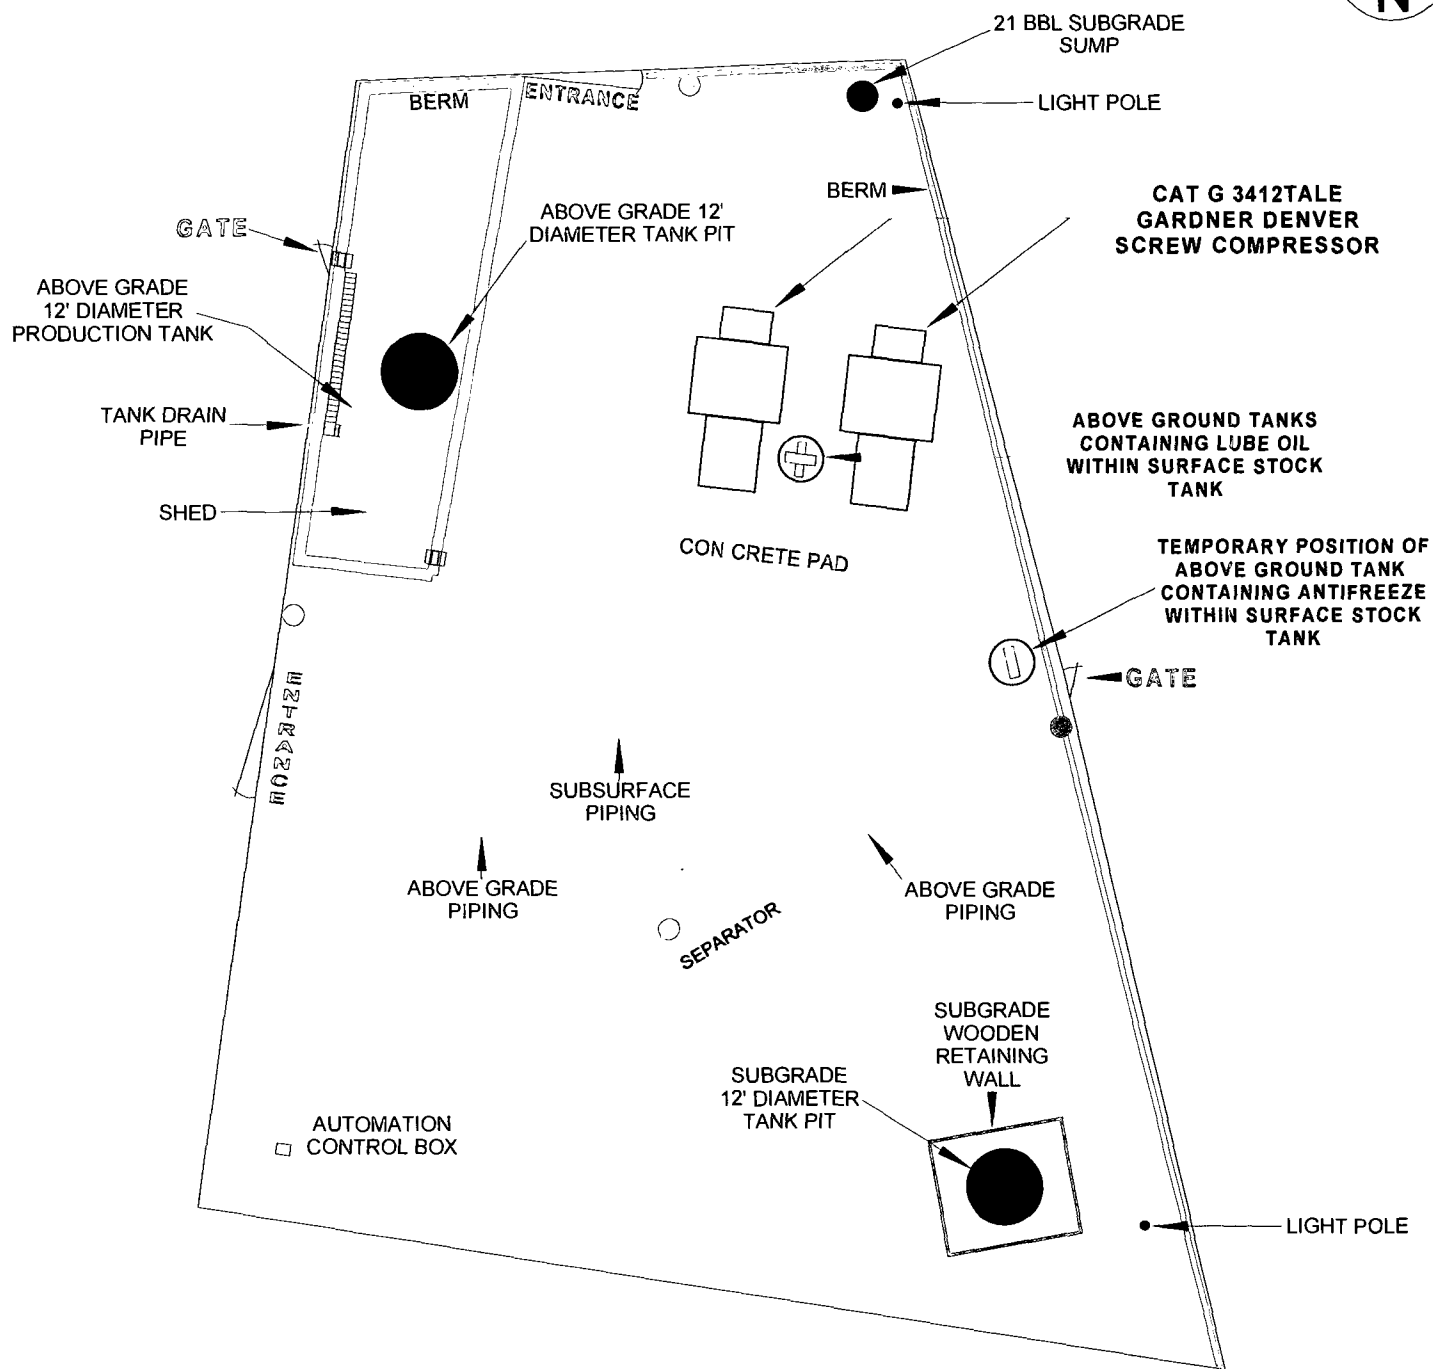 N
21 BBL SUBGRADE
SUMP
LIGHT POLE
BERM
ENTRANCE
BERM
CAT G 3412TALE
GARDNER DENVER
SCREW COMPRESSOR
GATE
ABOVE GRADE 12'
DIAMETER TANK PIT
ABOVE GRADE
12' DIAMETER
PRODUCTION TANK
TANK DRAIN
PIPE
SHED
ABOVE GROUND TANKS
CONTAINING LUBE OIL
WITHIN SURFACE STOCK
TANK
CON CRETE PAD
TEMPORARY POSITION OF
ABOVE GROUND TANK
CONTAINING ANTIFREEZE
WITHIN SURFACE STOCK
TANK
GATE
ENTRANCE
SUBSURFACE
PIPING
ABOVE GRADE
PIPING
ABOVE GRADE
PIPING
SEPARATOR
SUBGRADE
WOODEN
RETAINING
WALL
SUBGRADE
12' DIAMETER
TANK PIT
AUTOMATION
CONTROL BOX
LIGHT POLE